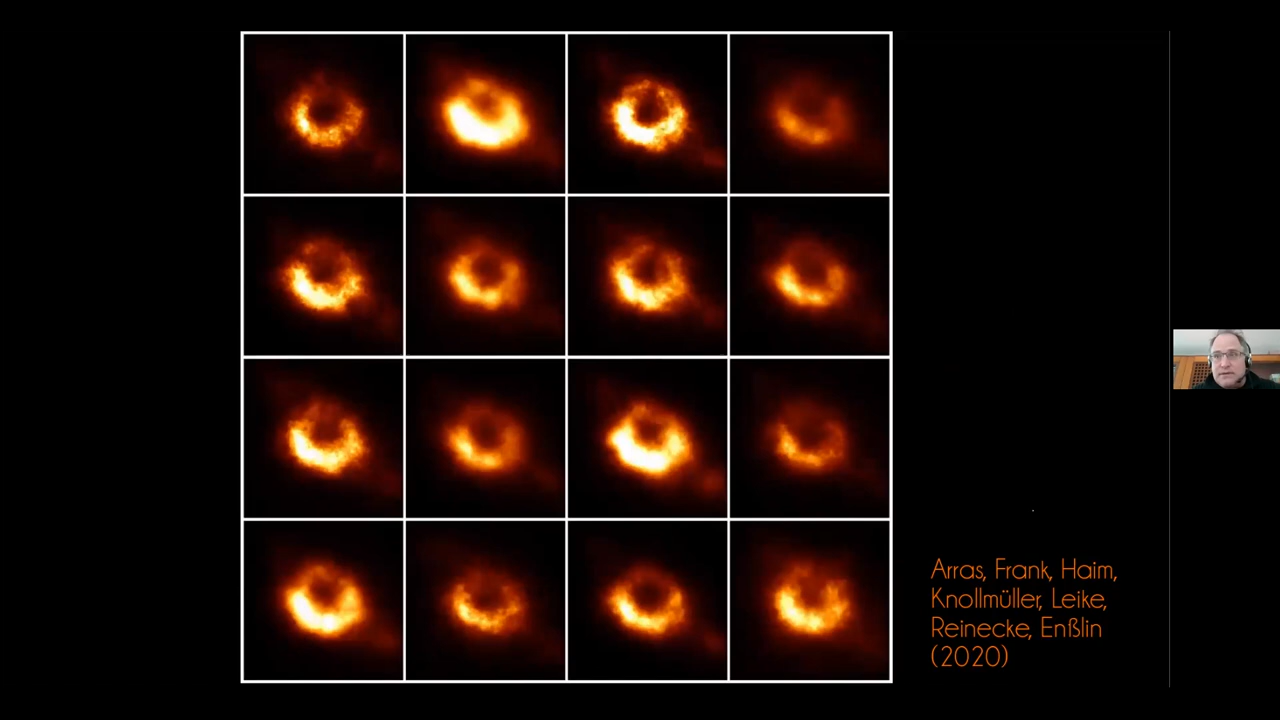 Arras, Frank, Haim,
Knollmüller, Leike,
Reinecke, Enßlin
(2020)